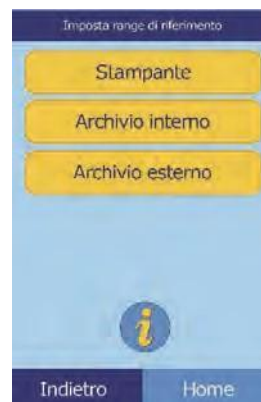 Imposta range di riferimento
Stampante
Archivio interno
Archivio esterno
i
Indietro
Home